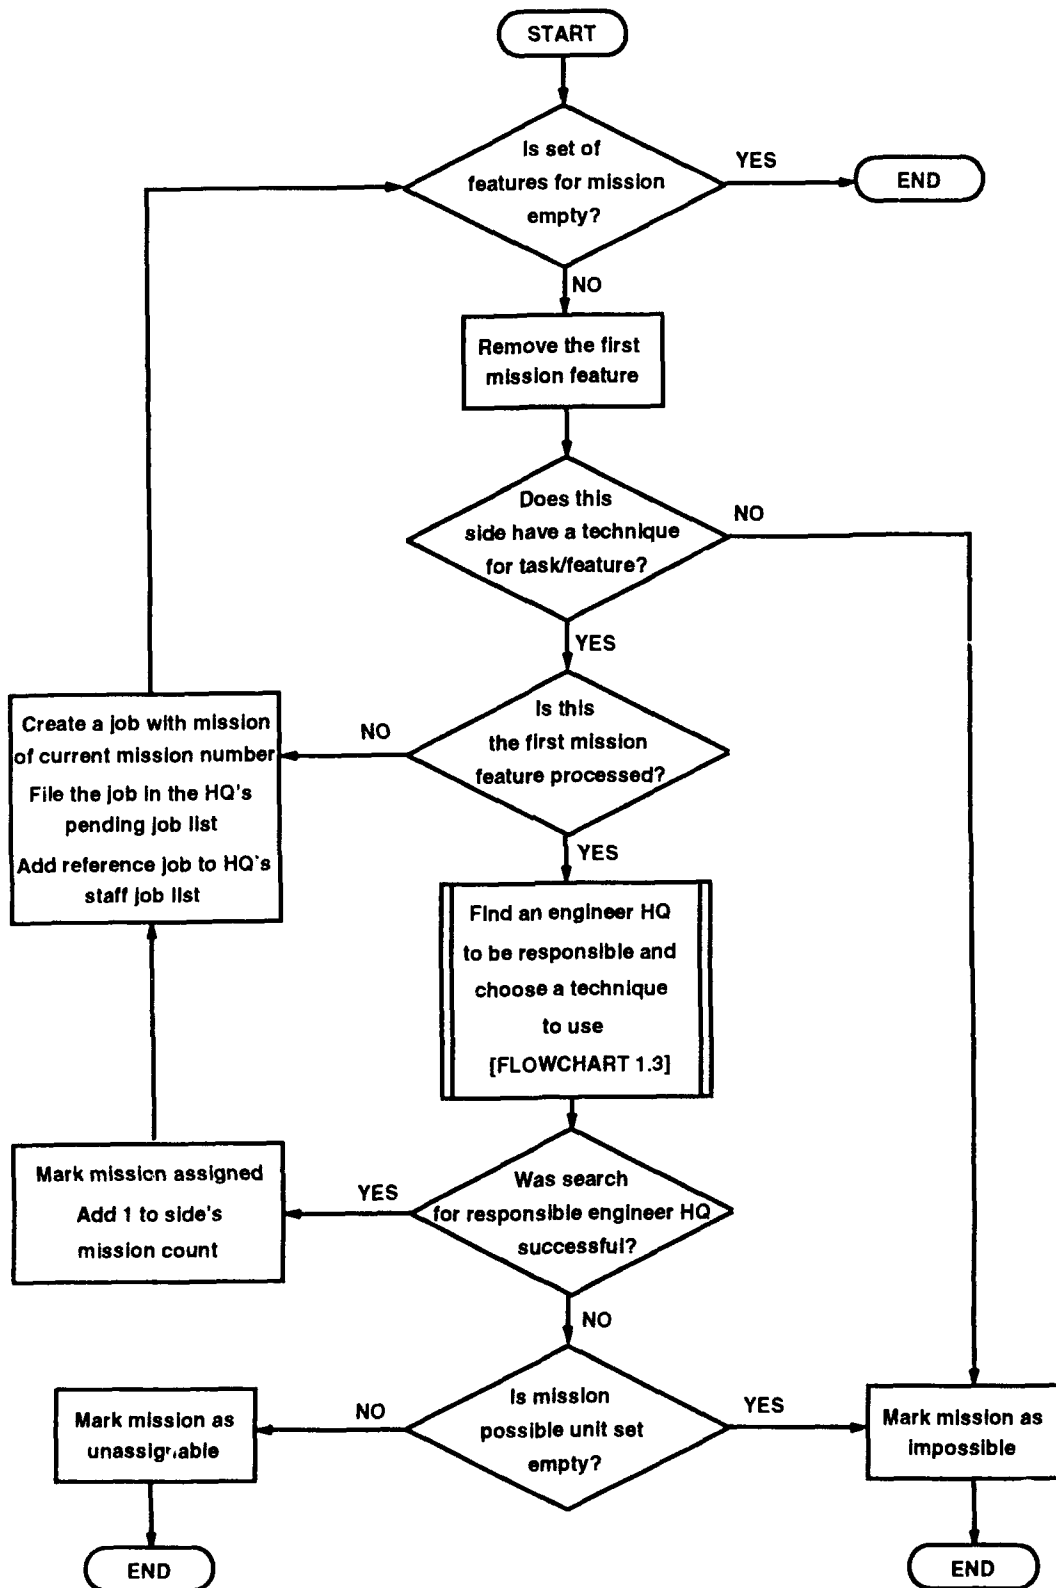 START
Is set of
features for mission
empty?
YES
END
NO
Remove the first
mission feature
Does this
side have a technique
for task/feature?
NO
YES
Is this
the first mission
feature processed?
NO
Create a job with mission
of current mission number
File the job in the HQ's
pending job list
Add reference job to HQ's
staff job list
YES
Find an engineer HQ
to be responsible and
choose a technique
to use
[FLOWCHART 1.3]
Was search
for responsible engineer HQ
successful?
YES
Mark mission assigned
Add 1 to side's
mission count
NO
Is mission
possible unit set
empty?
NO
Mark mission as
unassignable
END
YES
Mark mission as
impossible
END